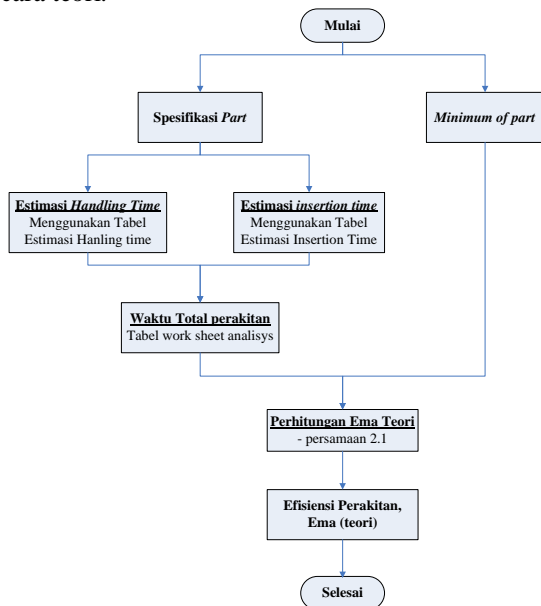 Mulai
Spesifikasi Part
Minimum of part
Estimasi Handling Time
Menggunakan Tabel
Estimasi Hanling time
Estimasi insertion time
Menggunakan Tabel
Estimasi Insertion Time
Waktu Total perakitan
Tabel work sheet analisys
Perhitungan Ema Teori
- persamaan 2.1
Efisiensi Perakitan,
Ema (teori)
Selesai